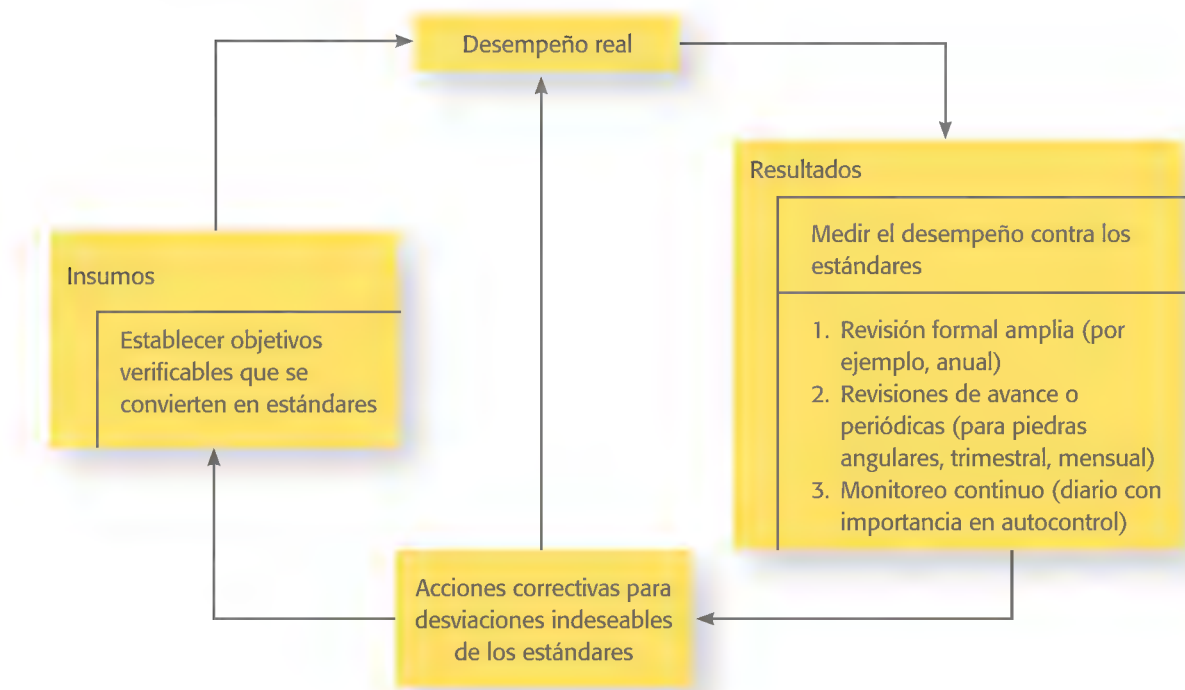 Desempeño real
Resultados
Medir el desempeño contra los
estándares
1. Revisión formal amplia (por
ejemplo, anual)
2. Revisiones de avance o
periódicas (para piedras
angulares, trimestral, mensual)
3. Monitoreo continuo (diario con
importancia en autocontrol)
Insumos
Establecer objetivos
verificables que se
convierten en estándares
Acciones correctivas para
desviaciones indeseables
de los estándares